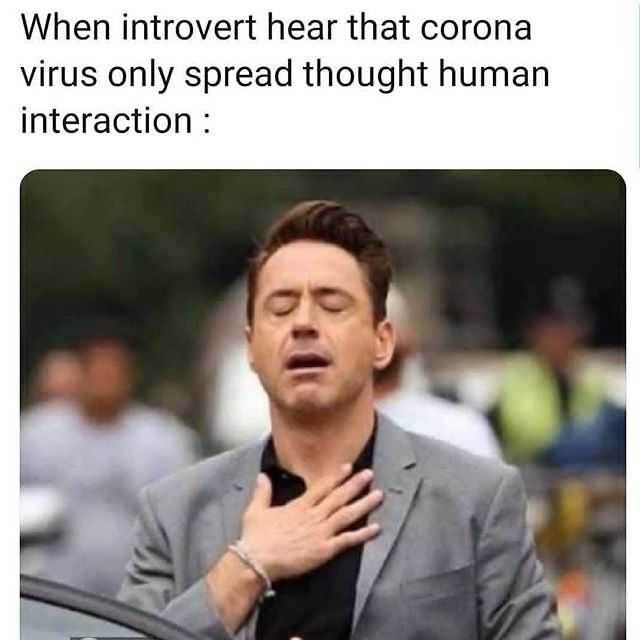 When introvert hear that corona
virus only spread thought human
interaction :